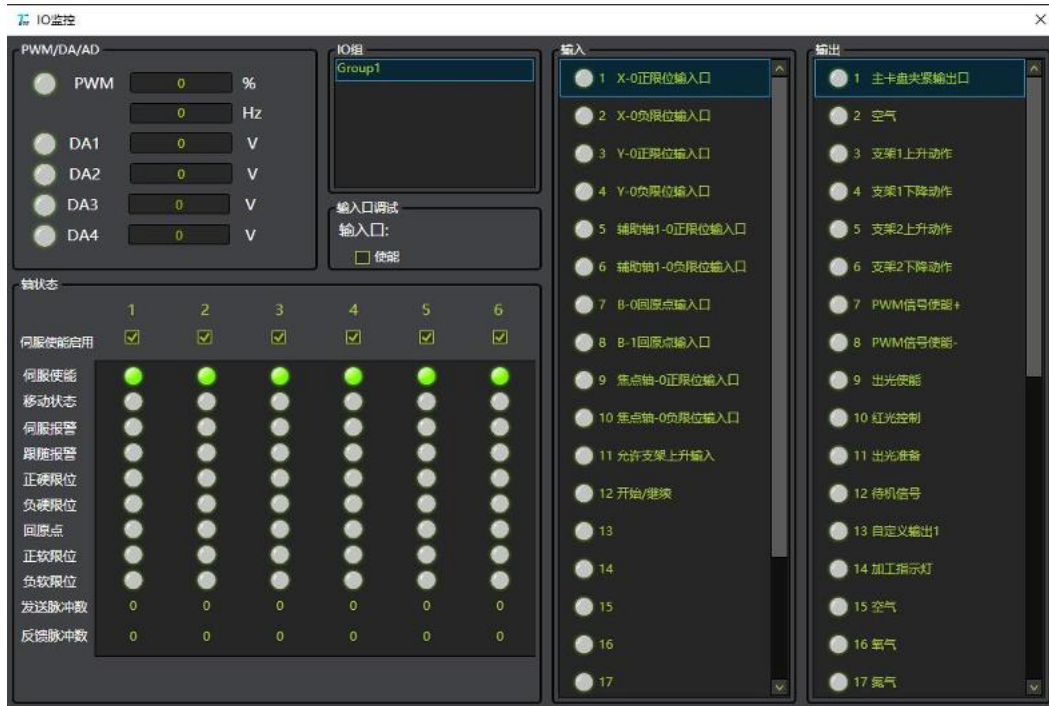 IO监控
PWM/DA/AD
PWM 0 %
0 Hz
DA1 0 V
DA2 0 V
DA3 0 V
DA4 0 V
IO组
Group1
输入口调试
输入口:
使能
轴状态
1 2 3 4 5 6
伺服使能启用
伺服使能
移动状态
伺服报警
跟随报警
正硬限位
负硬限位
回原点
正软限位
负软限位
发送脉冲数 0 0 0 0 0 0
反馈脉冲数 0 0 0 0 0 0
输入
1 X-0正限位输入口
2 X-0负限位输入口
3 Y-0正限位输入口
4 Y-0负限位输入口
5 辅助轴1-0正限位输入口
6 辅助轴1-0负限位输入口
7 B-0回原点输入口
8 B-1回原点输入口
9 焦点轴-0正限位输入口
10 焦点轴-0负限位输入口
11 允许支架上升输入
12 开始/继续
13
14
15
16
17
输出
1 主卡盘夹紧输出口
2 空气
3 支架1上升动作
4 支架1下降动作
5 支架2上升动作
6 支架2下降动作
7 PWM信号使能+
8 PWM信号使能-
9 出光使能
10 红光控制
11 出光准备
12 待机信号
13 自定义输出1
14 加工指示灯
15 空气
16 氧气
17 氮气